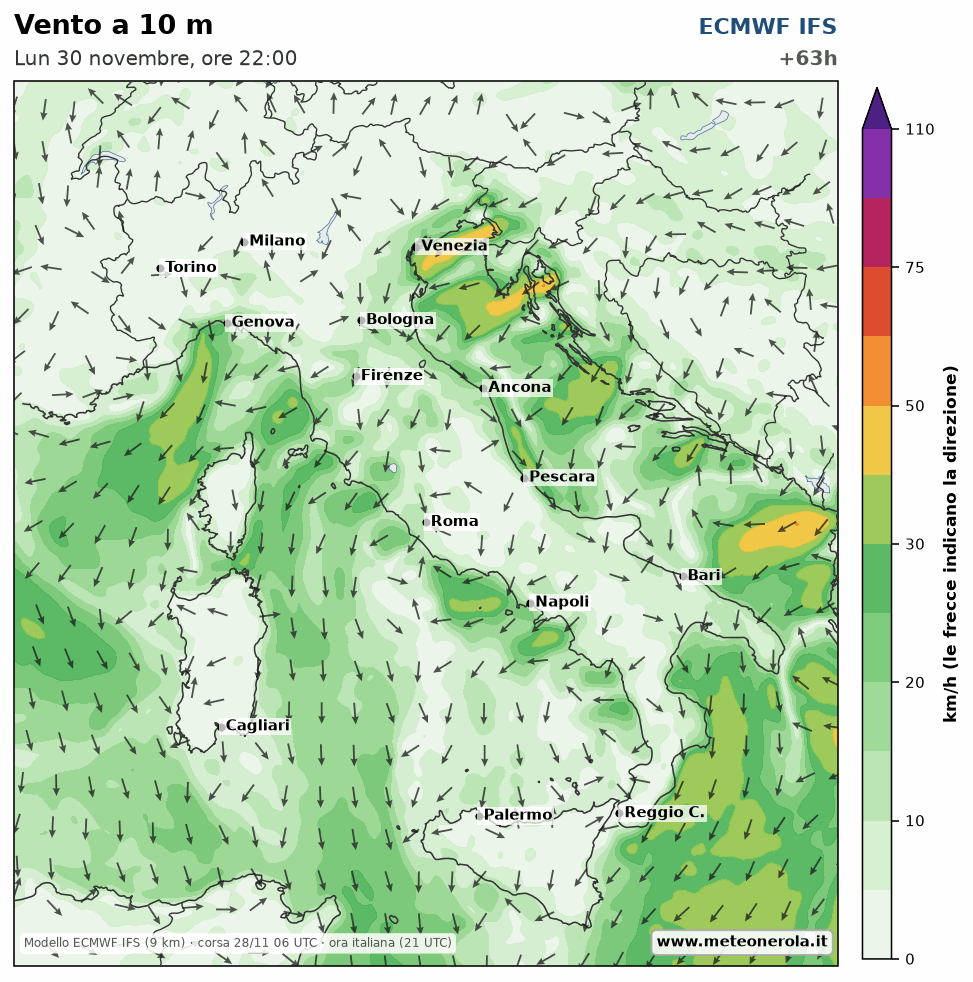 Vento a 10 m
ECMWF IFS
Lun 30 novembre, ore 22:00
+63h
110
75
50
30
20
10
0
km/h (le frecce indicano la direzione)
Venezia
Milano
Torino
Genova
Bologna
Firenze
Ancona
Pescara
Roma
Bari
Napoli
Cagliari
Palermo
Reggio C.
Modello ECMWF IFS (9 km) · corsa 28/11 06 UTC · ora italiana (21 UTC)
www.meteonerola.it